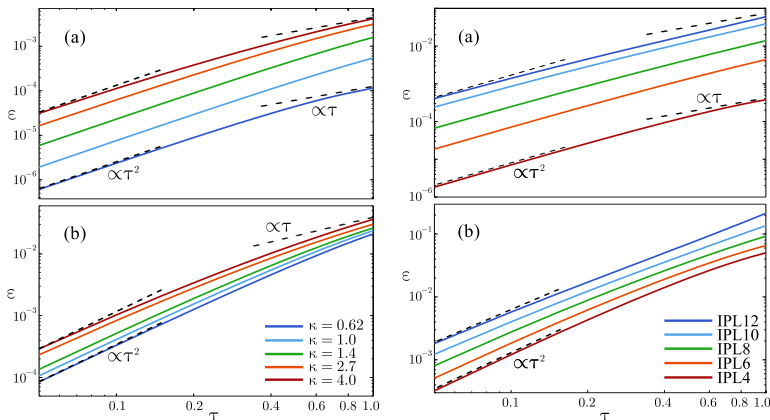 (a)
10⁻³
10⁻⁴
10⁻⁵
10⁻⁶
ε
∝τ
∝τ²
(b)
10⁻²
10⁻³
10⁻⁴
ε
∝τ
∝τ²
κ = 0.62
κ = 1.0
κ = 1.4
κ = 2.7
κ = 4.0
0.1 0.2 0.4 0.6 0.8 1.0
τ
(a)
10⁻²
10⁻⁴
10⁻⁶
ε
∝τ
∝τ²
(b)
10⁻¹
10⁻³
ε
∝τ²
IPL12
IPL10
IPL8
IPL6
IPL4
0.1 0.2 0.4 0.6 0.8 1.0
τ